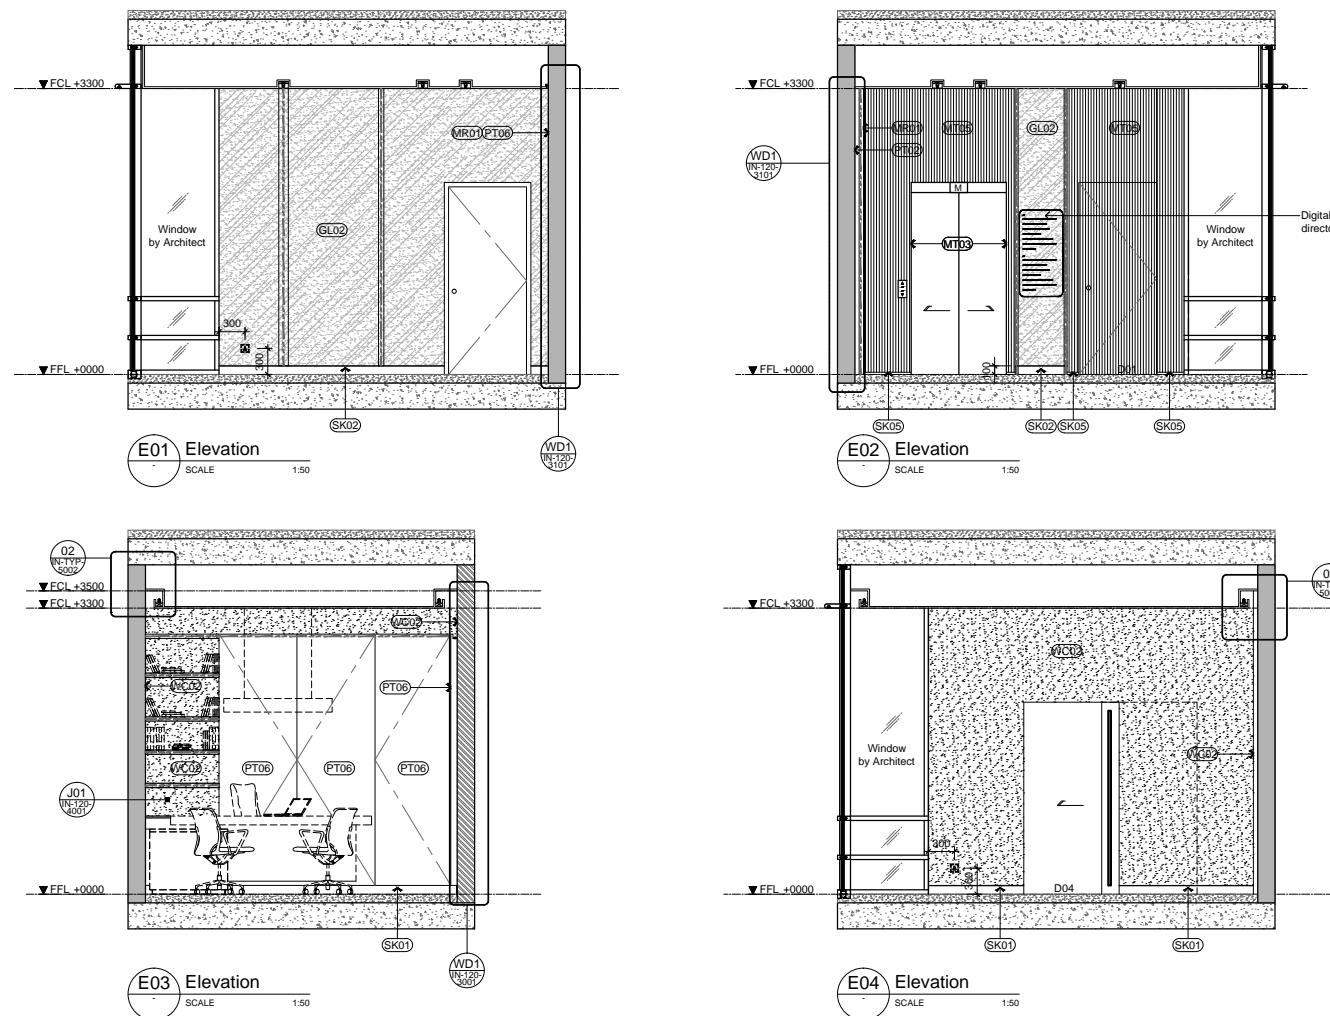 FCL +3300
MR01 PT06
GL02
Window
by Architect
300
300
FFL +0000
SK02
WD1
IN-120-
3101
E01
-
Elevation
SCALE 1:50
FCL +3300
MR01
MT05
GL02
MT05
PT02
WD1
IN-120-
3101
M
Digital
Window
by Architect
MT03
100
D01
FFL +0000
SK05
SK02 SK05
SK05
E02
-
Elevation
SCALE 1:50
02
IN-TYP-
5002
FCL +3500
FCL +3300
WC02
WC02
PT06
WC02
PT06
PT06
PT06
J01
IN-120-
4001
FFL +0000
SK01
WD1
IN-120-
3001
E03
-
Elevation
SCALE 1:50
FCL +3300
WC02
Window
by Architect
WC02
300
300
D04
FFL +0000
SK01
SK01
E04
-
Elevation
SCALE 1:50